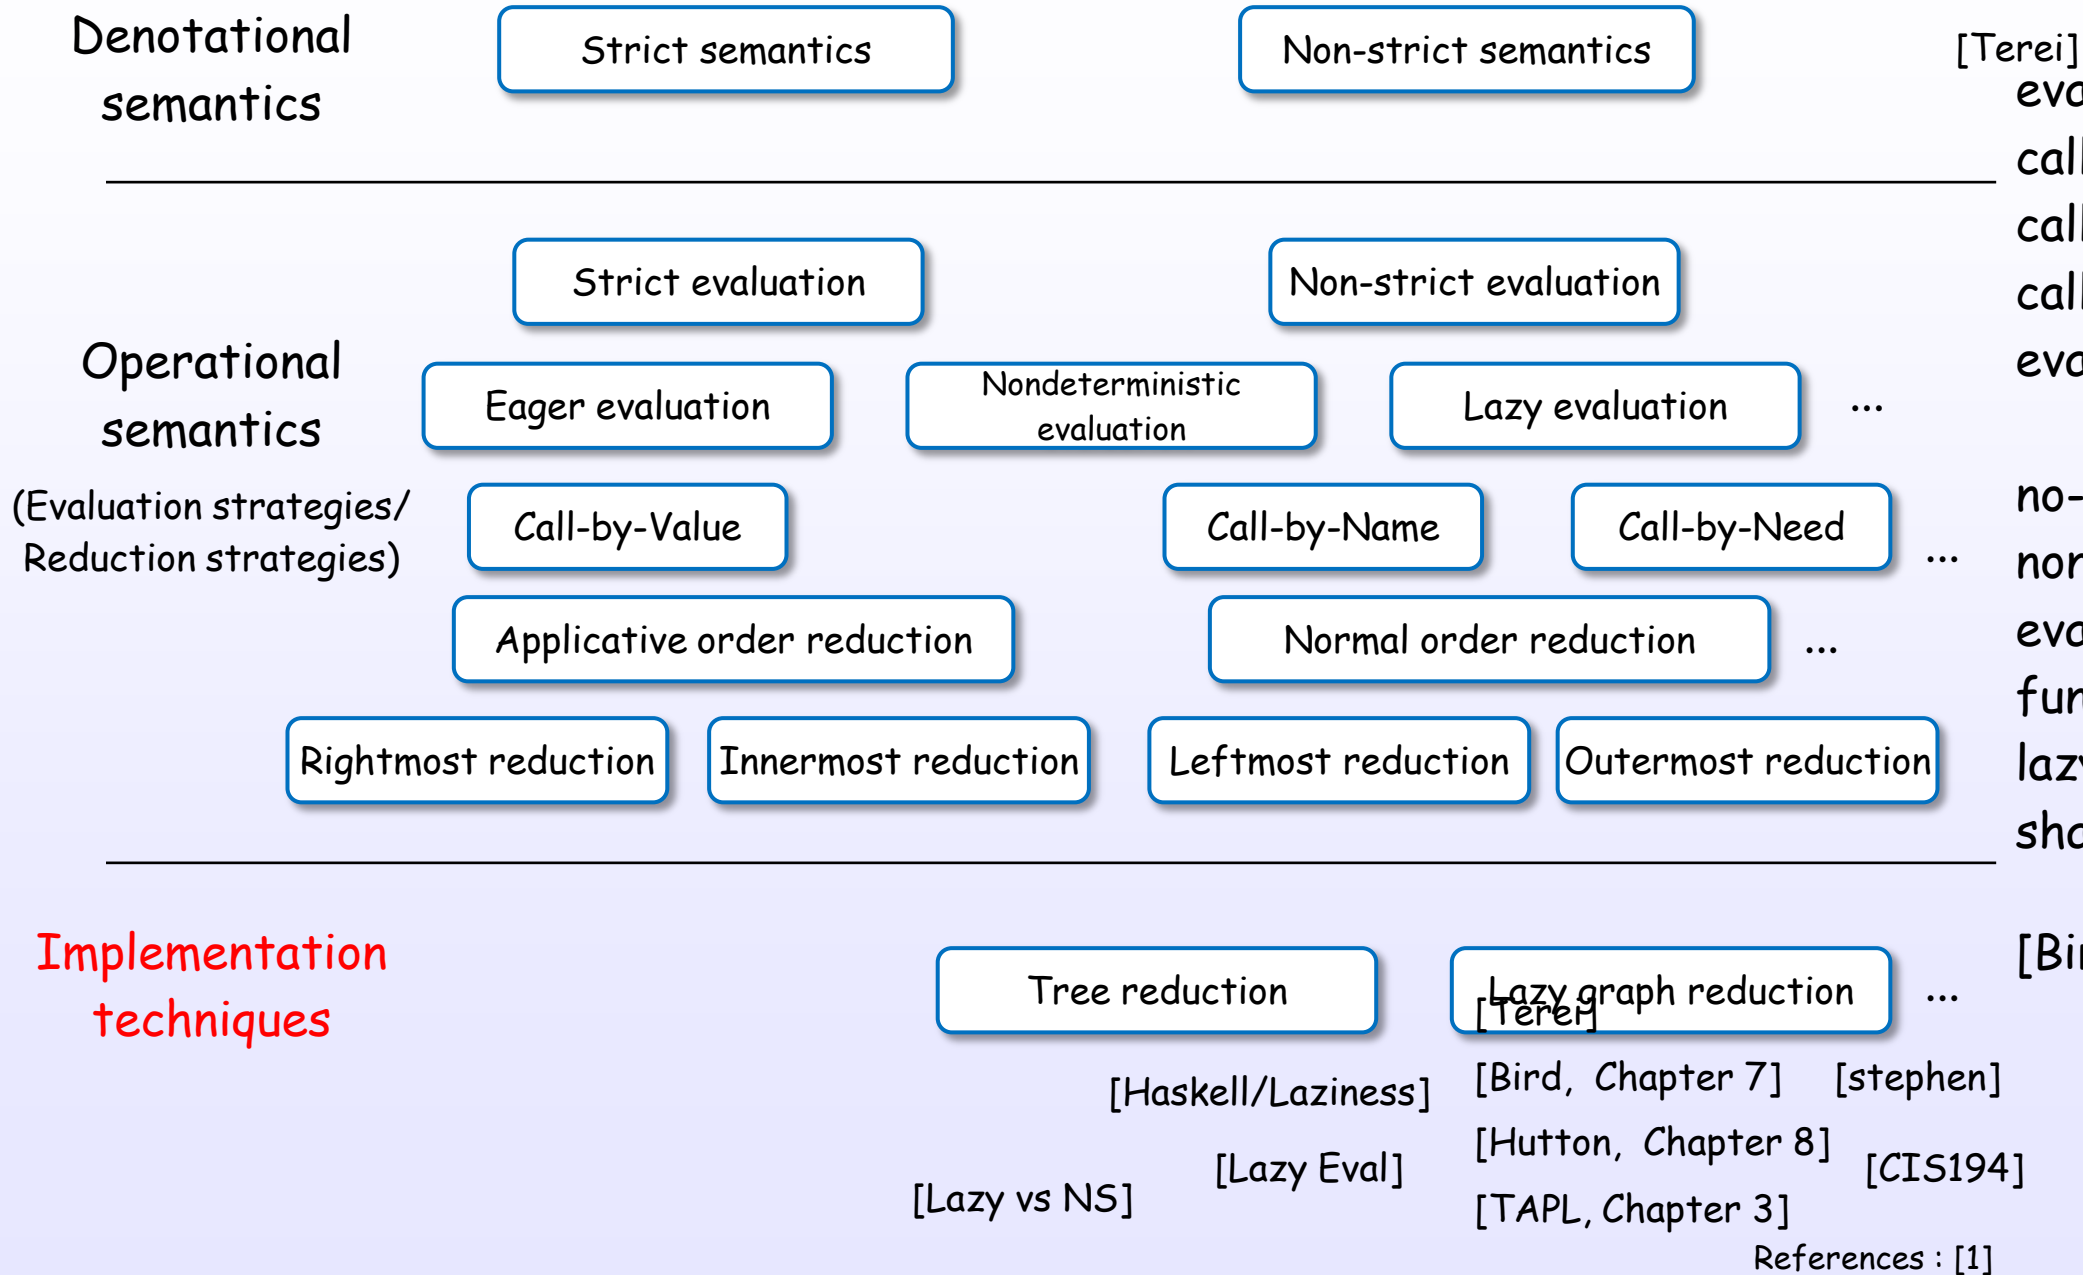 Denotational
semantics
Strict semantics
Non-strict semantics
[Terei]
Strict evaluation
Non-strict evaluation
Operational
semantics
(Evaluation strategies/
Reduction strategies)
Eager evaluation
Nondeterministic
evaluation
Lazy evaluation
...
Call-by-Value
Call-by-Name
Call-by-Need
...
Applicative order reduction
Normal order reduction
...
Rightmost reduction
Innermost reduction
Leftmost reduction
Outermost reduction
Implementation
techniques
Tree reduction
Lazy graph reduction
...
[Terei]
[Haskell/Laziness]
[Bird, Chapter 7]
[stephen]
[Hutton, Chapter 8]
[Lazy Eval]
[CIS194]
[Lazy vs NS]
[TAPL, Chapter 3]
References : [1]